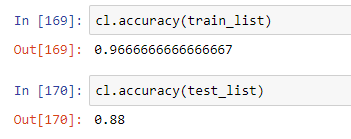 In [169]: cl.accuracy(train_list)
Out[169]: 0.9666666666666667
In [170]: cl.accuracy(test_list)
Out[170]: 0.88